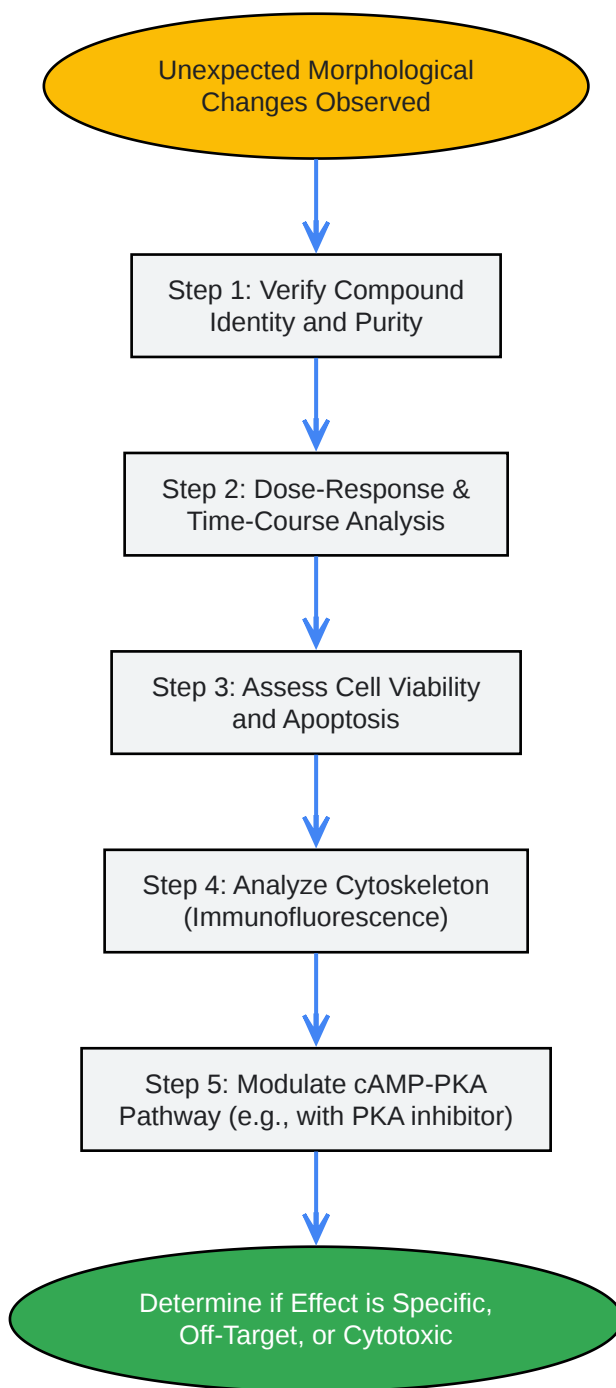 Unexpected Morphological
Changes Observed
Step 1: Verify Compound
Identity and Purity
Step 2: Dose-Response &
Time-Course Analysis
Step 3: Assess Cell Viability
and Apoptosis
Step 4: Analyze Cytoskeleton
(Immunofluorescence)
Step 5: Modulate cAMP-PKA
Pathway (e.g., with PKA inhibitor)
Determine if Effect is Specific,
Off-Target, or Cytotoxic